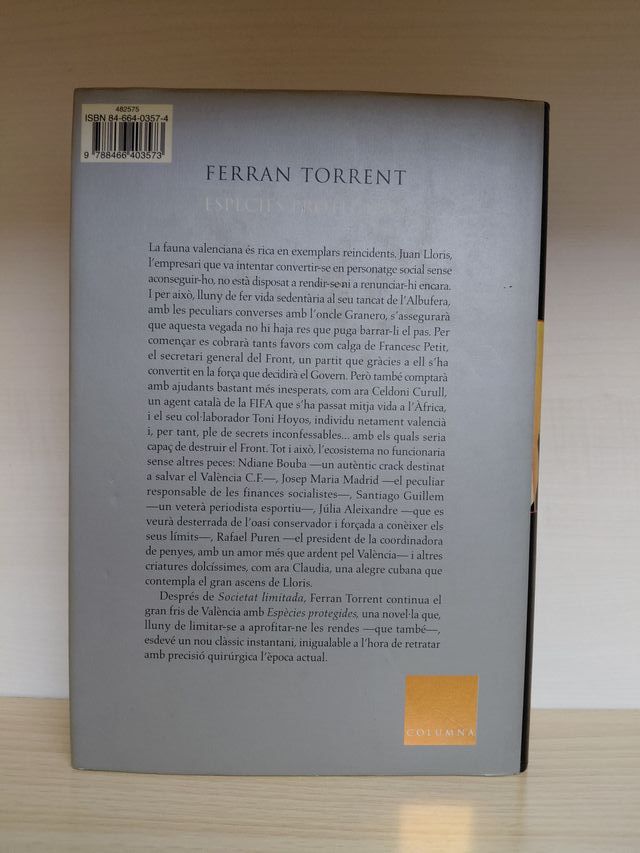 482575
ISBN 84-664-0357-4
9 788466 403573
FERRAN TORRENT
ESPÈCIES PROTEGIDES
La fauna valenciana és rica en exemplars reincidents. Juan Lloris,
l'empresari que va intentar convertir-se en personatge social sense
aconseguir-ho, no està disposat a rendir-se ni a renunciar-hi encara.
I per això, lluny de fer vida sedentària al seu tancat de l'Albufera,
amb les peculiars converses amb l'oncle Granero, s'assegurarà
que aquesta vegada no hi haja res que puga barrar-li el pas. Per
començar es cobrarà tants favors com calga de Francesc Petit,
el secretari general del Front, un partit que gràcies a ell s'ha
convertit en la força que decidirà el Govern. Però també comptarà
amb ajudants bastant més inesperats, com ara Celdoni Curull,
un agent català de la FIFA que s'ha passat mitja vida a l'Àfrica,
i el seu col·laborador Toni Hoyos, individu netament valencià
i, per tant, ple de secrets inconfessables... amb els quals seria
capaç de destruir el Front. Tot i això, l'ecosistema no funcionaria
sense altres peces: Ndiane Bouba —un autèntic crack destinat
a salvar el València C.F.—, Josep Maria Madrid —el peculiar
responsable de les finances socialistes—, Santiago Guillem
—un veterà periodista esportiu—, Júlia Aleixandre —que es
veurà desterrada de l'oasi conservador i forçada a conèixer els
seus límits—, Rafael Puren —el president de la coordinadora
de penyes, amb un amor més que ardent pel València— i altres
criatures dolcíssimes, com ara Claudia, una alegre cubana que
contempla el gran ascens de Lloris.
Després de Societat limitada, Ferran Torrent continua el
gran fris de València amb Espècies protegides, una novel·la que,
lluny de limitar-se a aprofitar-ne les rendes —que també—,
esdevé un nou clàssic instantani, inigualable a l'hora de retratar
amb precisió quirúrgica l'època actual.
COLUMNA